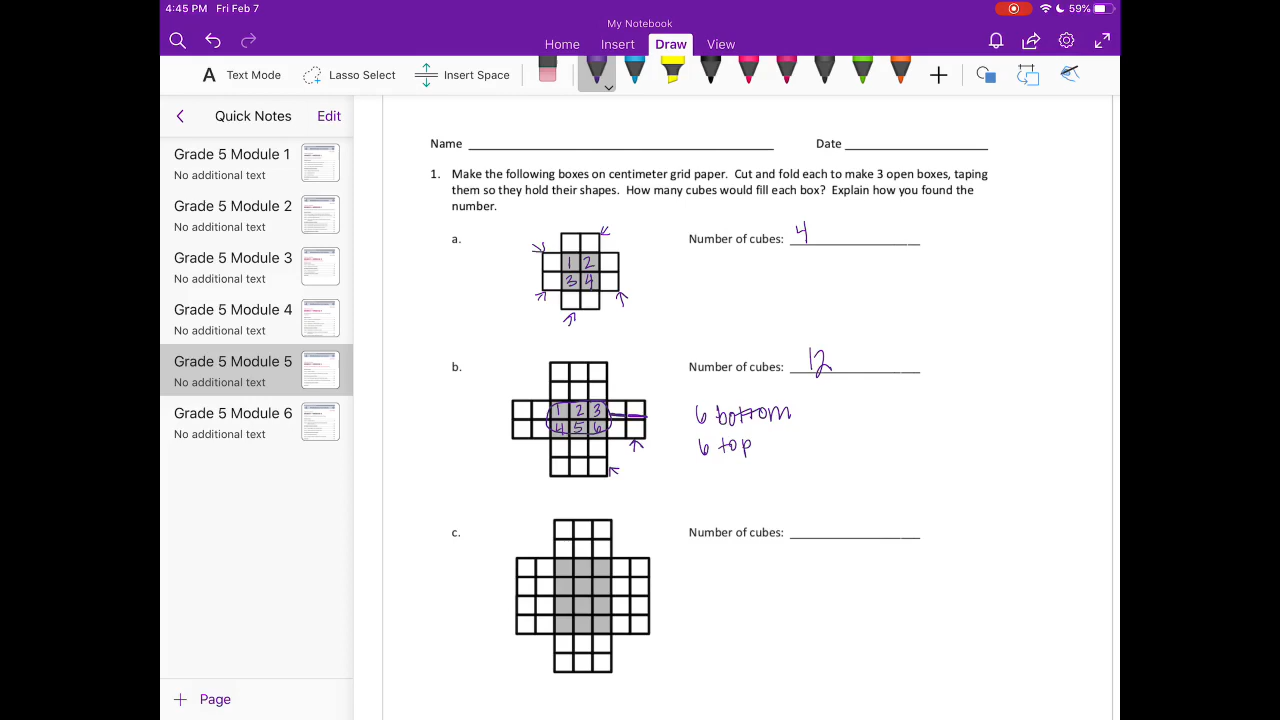 4:45 PM Fri Feb 7
59%
My Notebook
Home Insert Draw View
A Text Mode Lasso Select Insert Space
Quick Notes Edit
Grade 5 Module 1
No additional text
Grade 5 Module 2
No additional text
Grade 5 Module 3
No additional text
Grade 5 Module 4
No additional text
Grade 5 Module 5
No additional text
Grade 5 Module 6
No additional text
+ Page
Name Date
1. Make the following boxes on centimeter grid paper. Cut and fold each to make 3 open boxes, taping
them so they hold their shapes. How many cubes would fill each box? Explain how you found the
number.
a. Number of cubes: 4
1 2
3 4
b. Number of cubes: 12
1 2 3
4 5 6
6 bottom
6 top
c. Number of cubes: